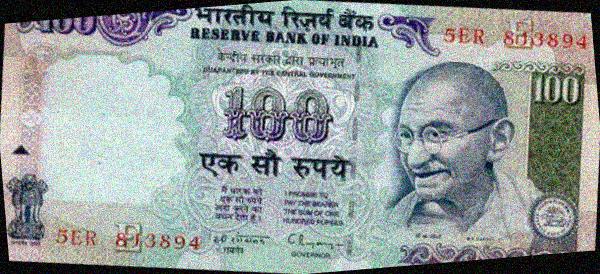 100 भारतीय रिज़र्व बैंक
RESERVE BANK OF INDIA
5ER 813894
केन्द्रीय सरकार द्वारा प्रत्याभूत
GUARANTEED BY THE CENTRAL GOVERNMENT
100
100
एक सौ रुपये
मैं धारक को
एक सौ रुपये
अदा करने का
वचन देता हूँ।
I PROMISE TO
PAY THE BEARER
THE SUM OF ONE
HUNDRED RUPEES
5ER 813894
GOVERNOR